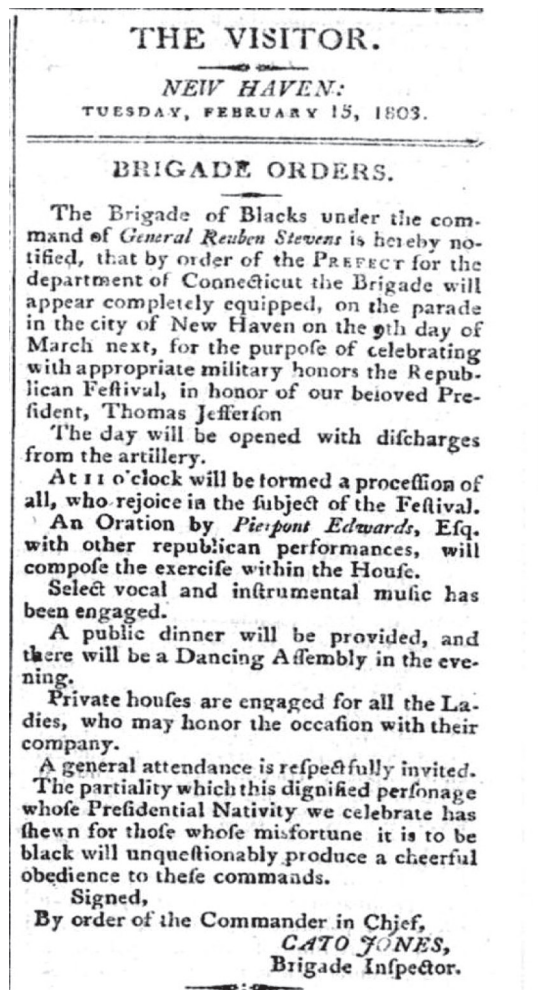 THE VISITOR.
NEW HAVEN:
TUESDAY, FEBRUARY 15, 1803.
BRIGADE ORDERS.
The Brigade of Blacks under the com-
mand of General Reuben Stevens is hereby no-
tified, that by order of the PREFECT for the
department of Connecticut the Brigade will
appear completely equipped, on the parade
in the city of New Haven on the 9th day of
March next, for the purpoſe of celebrating
with appropriate military honors the Repub-
lican Feſtival, in honor of our beloved Pre-
ſident, Thomas Jefferſon
The day will be opened with diſcharges
from the artillery.
At 11 o'clock will be formed a proceſſion of
all, who rejoice in the ſubject of the Feſtival.
An Oration by Pierpont Edwards, Eſq.
with other republican performances, will
compoſe the exerciſe within the Houſe.
Select vocal and inſtrumental muſic has
been engaged.
A public dinner will be provided, and
there will be a Dancing Aſſembly in the eve-
ning.
Private houſes are engaged for all the La-
dies, who may honor the occaſion with their
company.
A general attendance is reſpectfully invited.
The partiality which this dignified perſonage
whoſe Preſidential Nativity we celebrate has
ſhewn for thoſe whoſe misfortune it is to be
black will unqueſtionably produce a cheerful
obedience to theſe commands.
Signed,
By order of the Commander in Chief,
CATO JONES,
Brigade Inſpector.